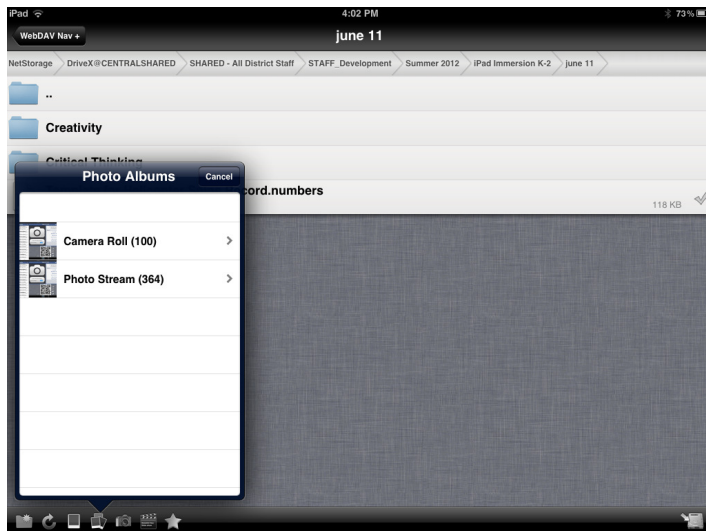 iPad 4:02 PM 73%
WebDAV Nav +
june 11
NetStorage DriveX@CENTRALSHARED SHARED - All District Staff STAFF_Development Summer 2012 iPad Immersion K-2 june 11
..
Creativity
Critical Thinking
Photo Albums Cancel
cord.numbers
118 KB
Camera Roll (100)
Photo Stream (364)